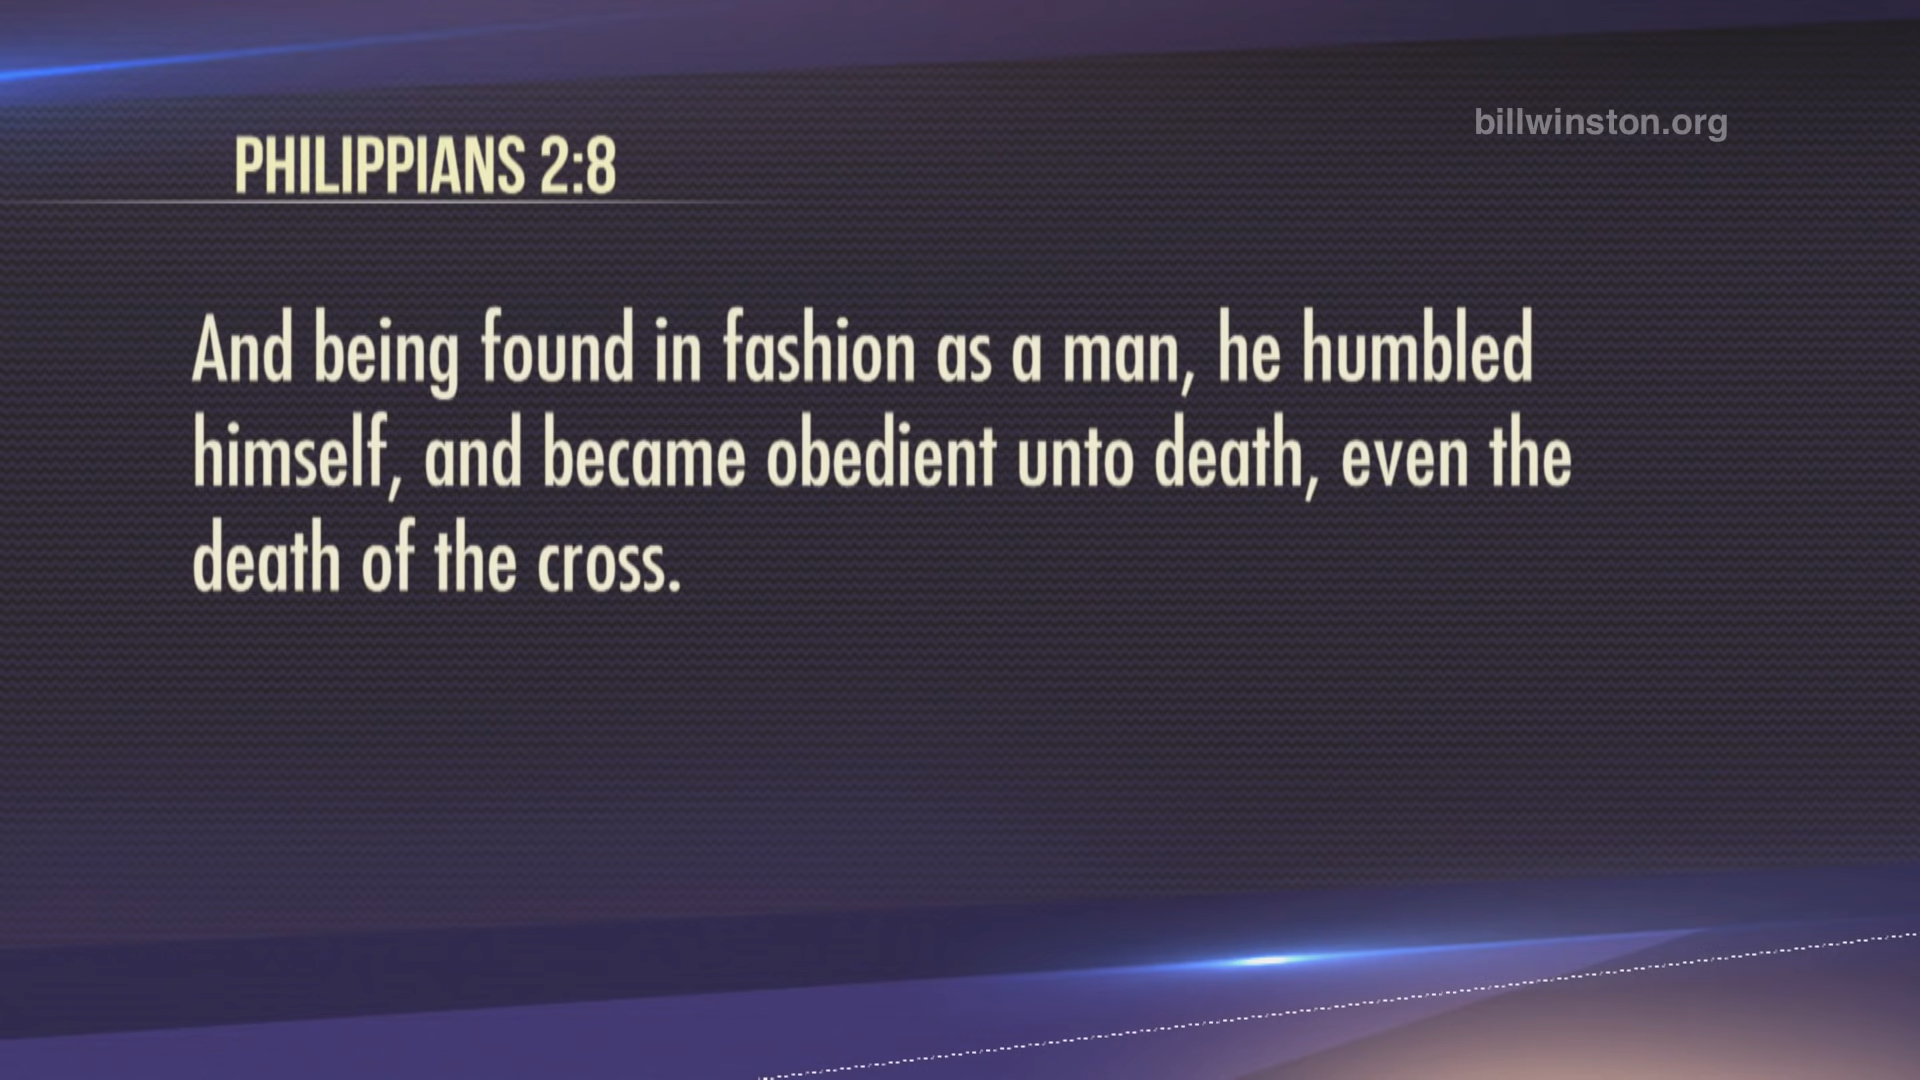 billwinston.org
PHILIPPIANS 2:8
And being found in fashion as a man, he humbled
himself, and became obedient unto death, even the
death of the cross.